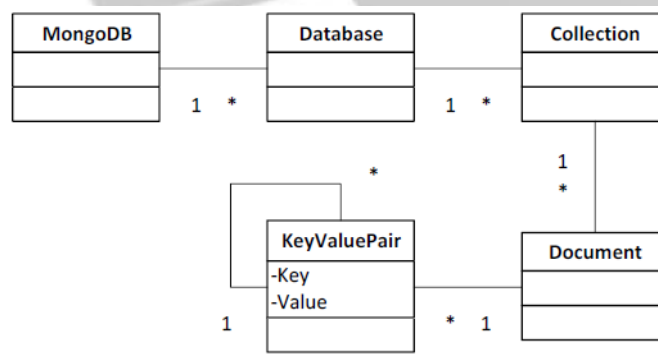 MongoDB
Database
Collection
1 *
1 *
1
*
*
KeyValuePair
-Key
-Value
Document
1
* 1